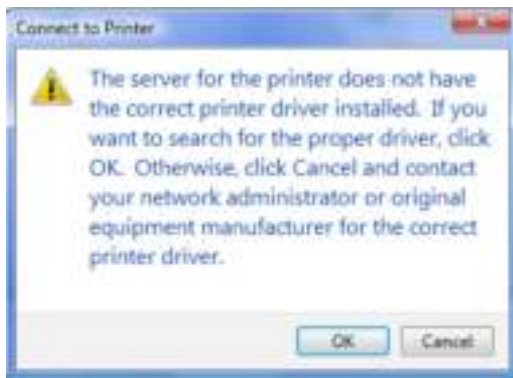 Connect to Printer
The server for the printer does not have
the correct printer driver installed. If you
want to search for the proper driver, click
OK. Otherwise, click Cancel and contact
your network administrator or original
equipment manufacturer for the correct
printer driver.
OK Cancel